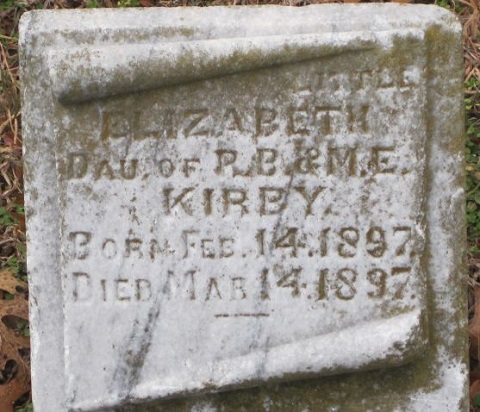 LITTLE
ELIZABETH
DAU. OF R.B. & M.E.
KIRBY.
BORN FEB. 14. 1897.
DIED MAR 14. 1897.